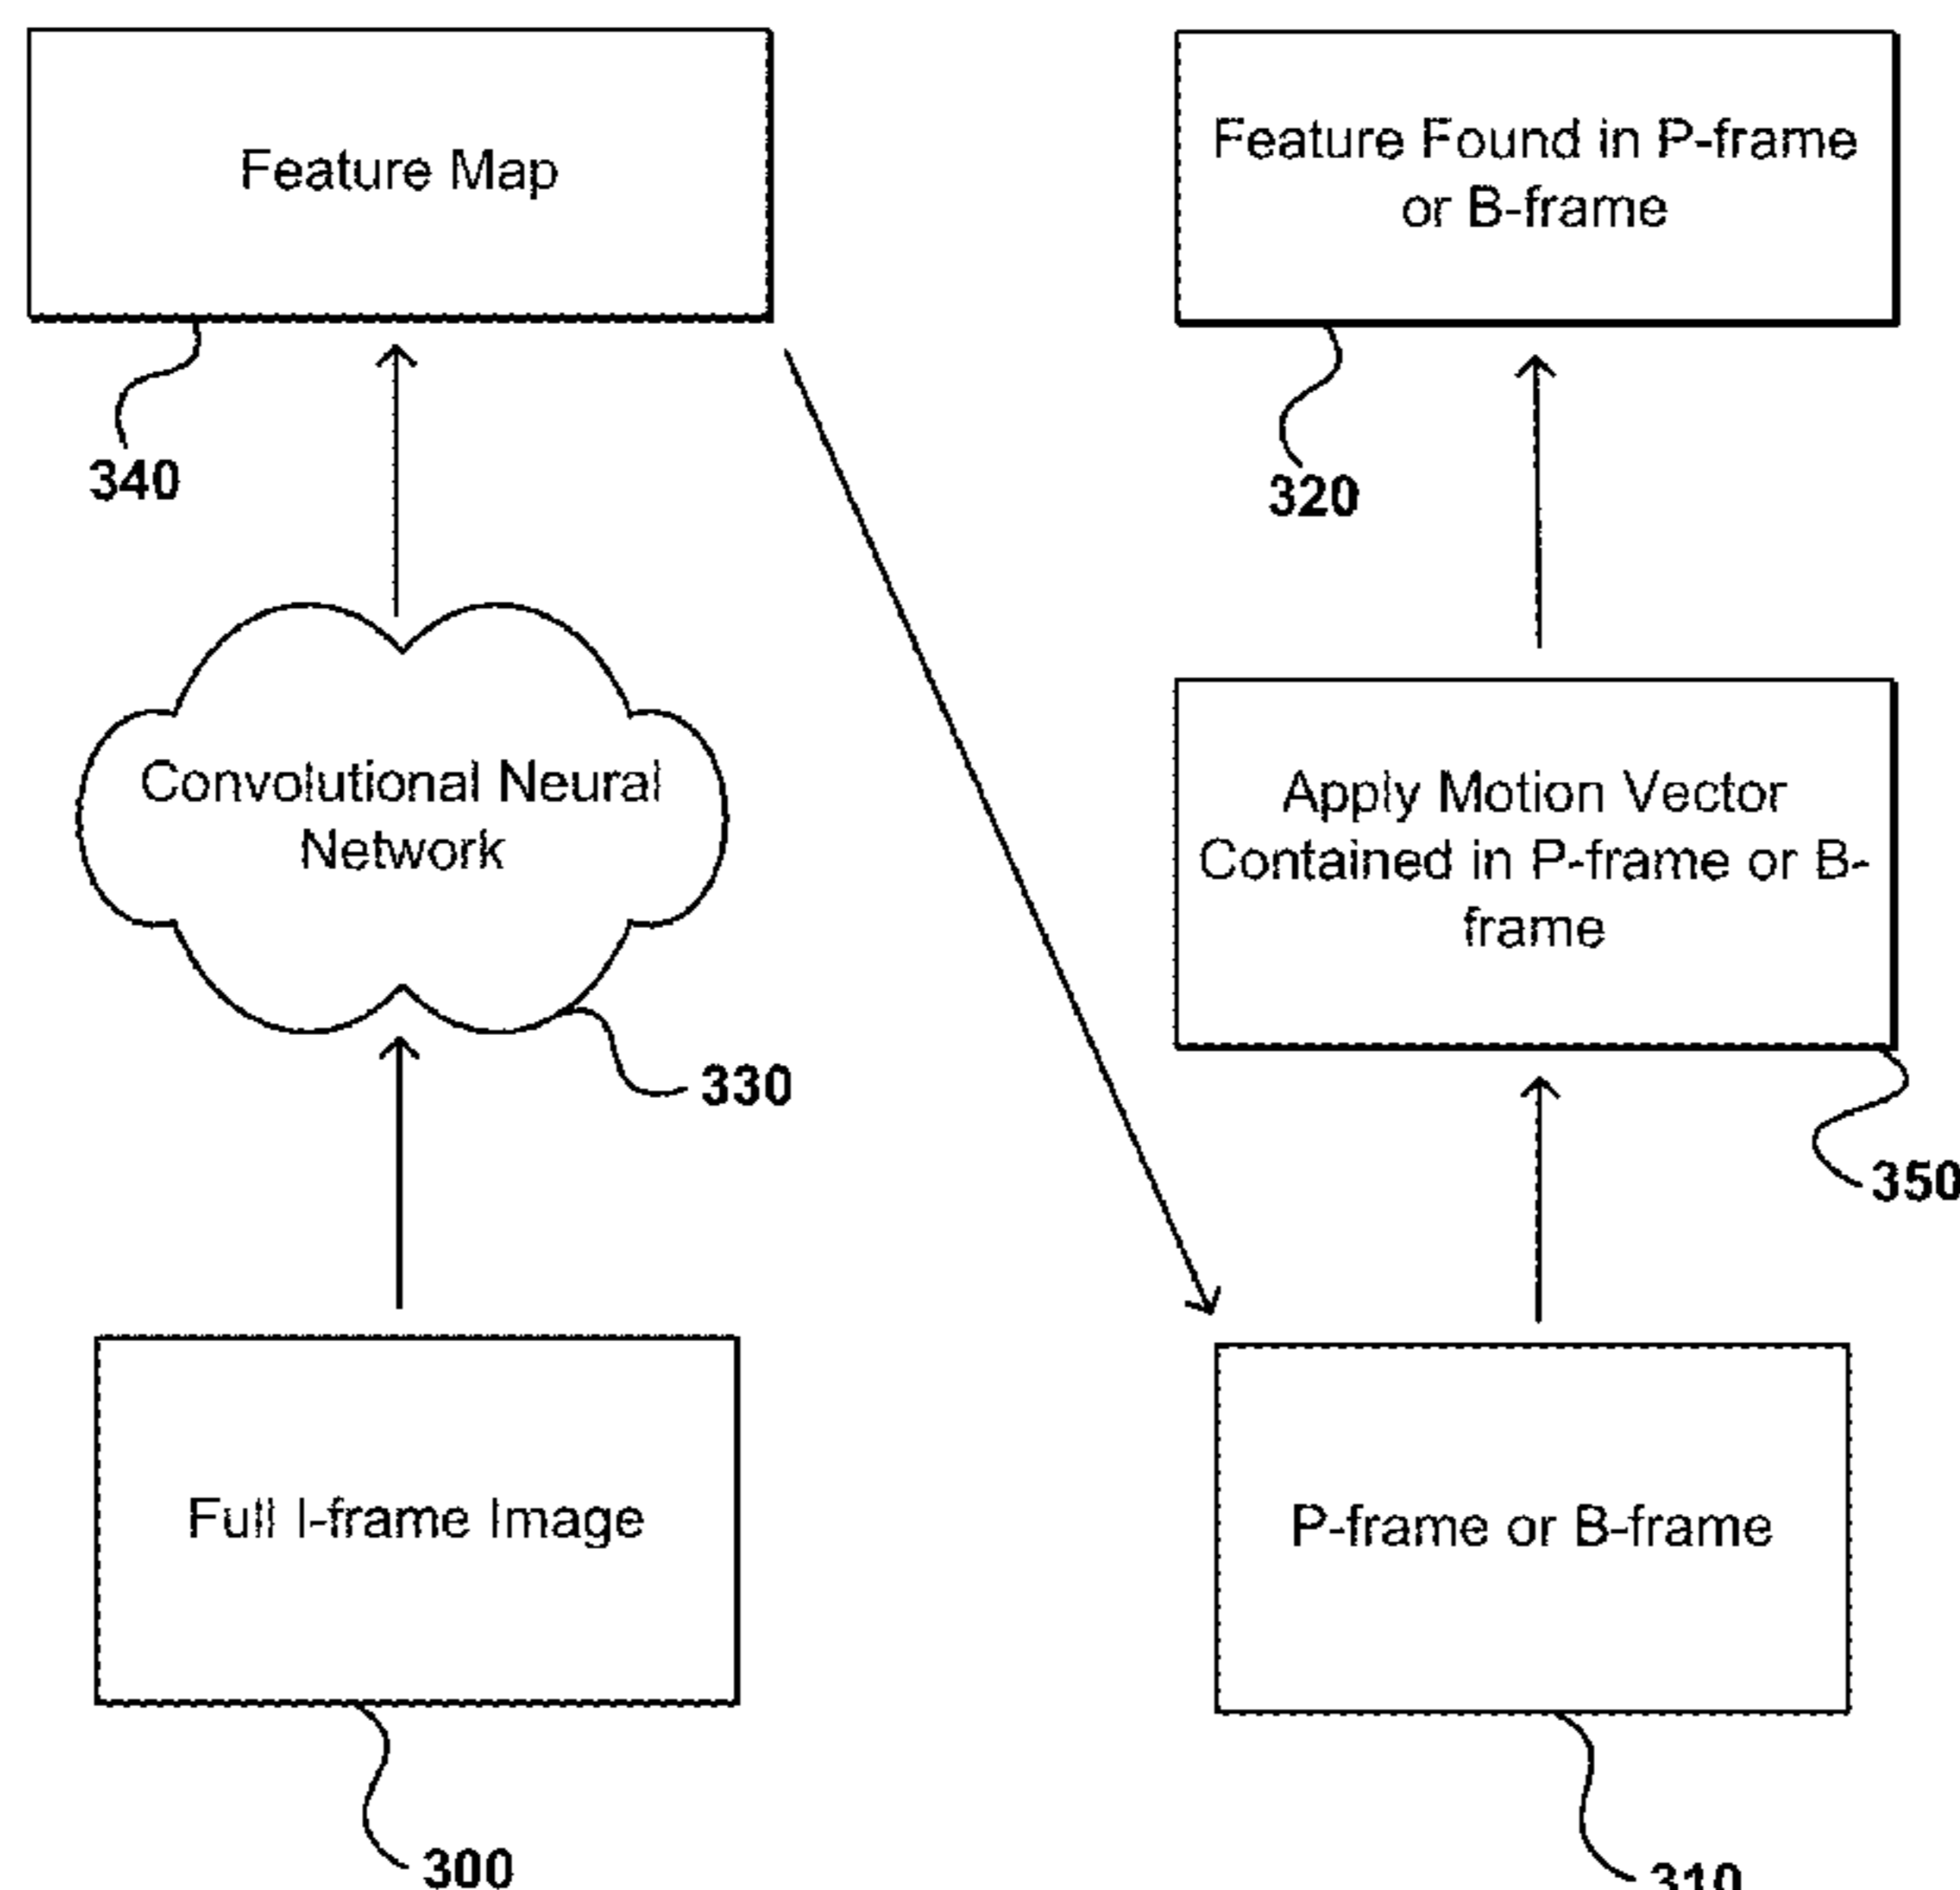 Feature Map
340
Convolutional Neural
Network
330
Full I-frame Image
300
Feature Found in P-frame
or B-frame
320
Apply Motion Vector
Contained in P-frame or B-
frame
350
P-frame or B-frame
310